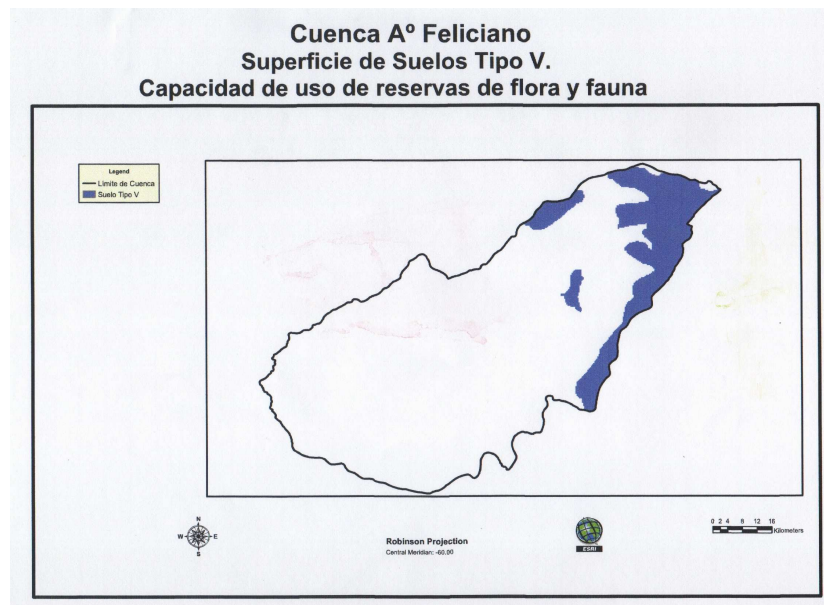 Cuenca Aº Feliciano
Superficie de Suelos Tipo V.
Capacidad de uso de reservas de flora y fauna
Legend
Límite de Cuenca
Suelo Tipo V
N
W E
S
Robinson Projection
Central Meridian: -60.00
ESRI
0 2 4 8 12 16
Kilometers